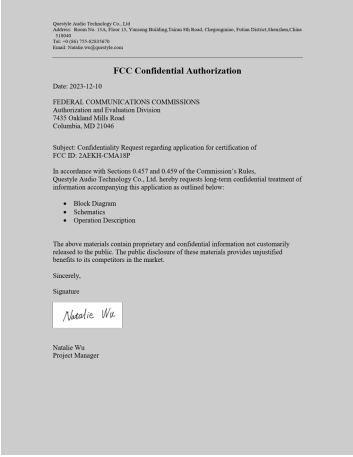 Questyle Audio Technology Co., Ltd
Address: Room No. 13A, Floor 13, Yunsong Building,Tairan 8th Road, Chegongmiao, Futian District,Shenzhen,China
518040
Tel: +0 (86) 755-82835670
Email: Natalie.wu@questyle.com
FCC Confidential Authorization
Date: 2023-12-10
FEDERAL COMMUNICATIONS COMMISSIONS
Authorization and Evaluation Division
7435 Oakland Mills Road
Columbia, MD 21046
Subject: Confidentiality Request regarding application for certification of
FCC ID: 2AEKH-CMA18P
In accordance with Sections 0.457 and 0.459 of the Commission's Rules,
Questyle Audio Technology Co., Ltd. hereby requests long-term confidential treatment of
information accompanying this application as outlined below:
• Block Diagram
• Schematics
• Operation Description
The above materials contain proprietary and confidential information not customarily
released to the public. The public disclosure of these materials provides unjustified
benefits to its competitors in the market.
Sincerely,
Signature
Natalie Wu
Natalie Wu
Project Manager